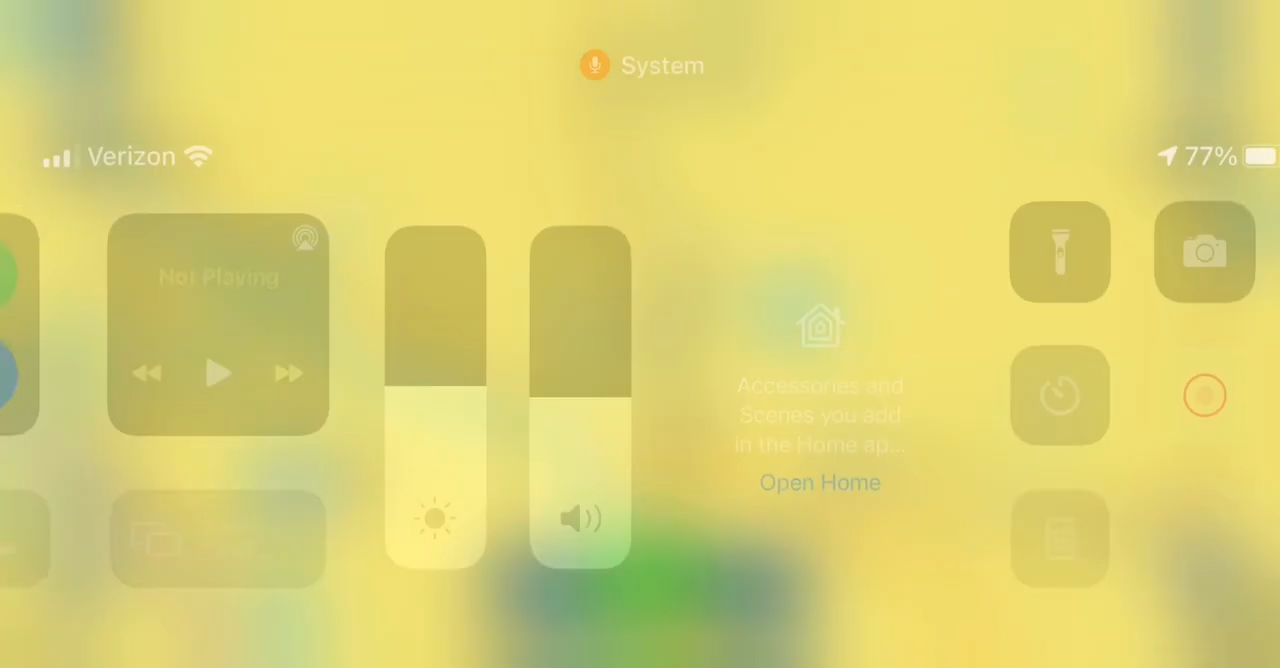 System
Verizon
77%
Not Playing
Accessories and
Scenes you add
in the Home ap...
Open Home